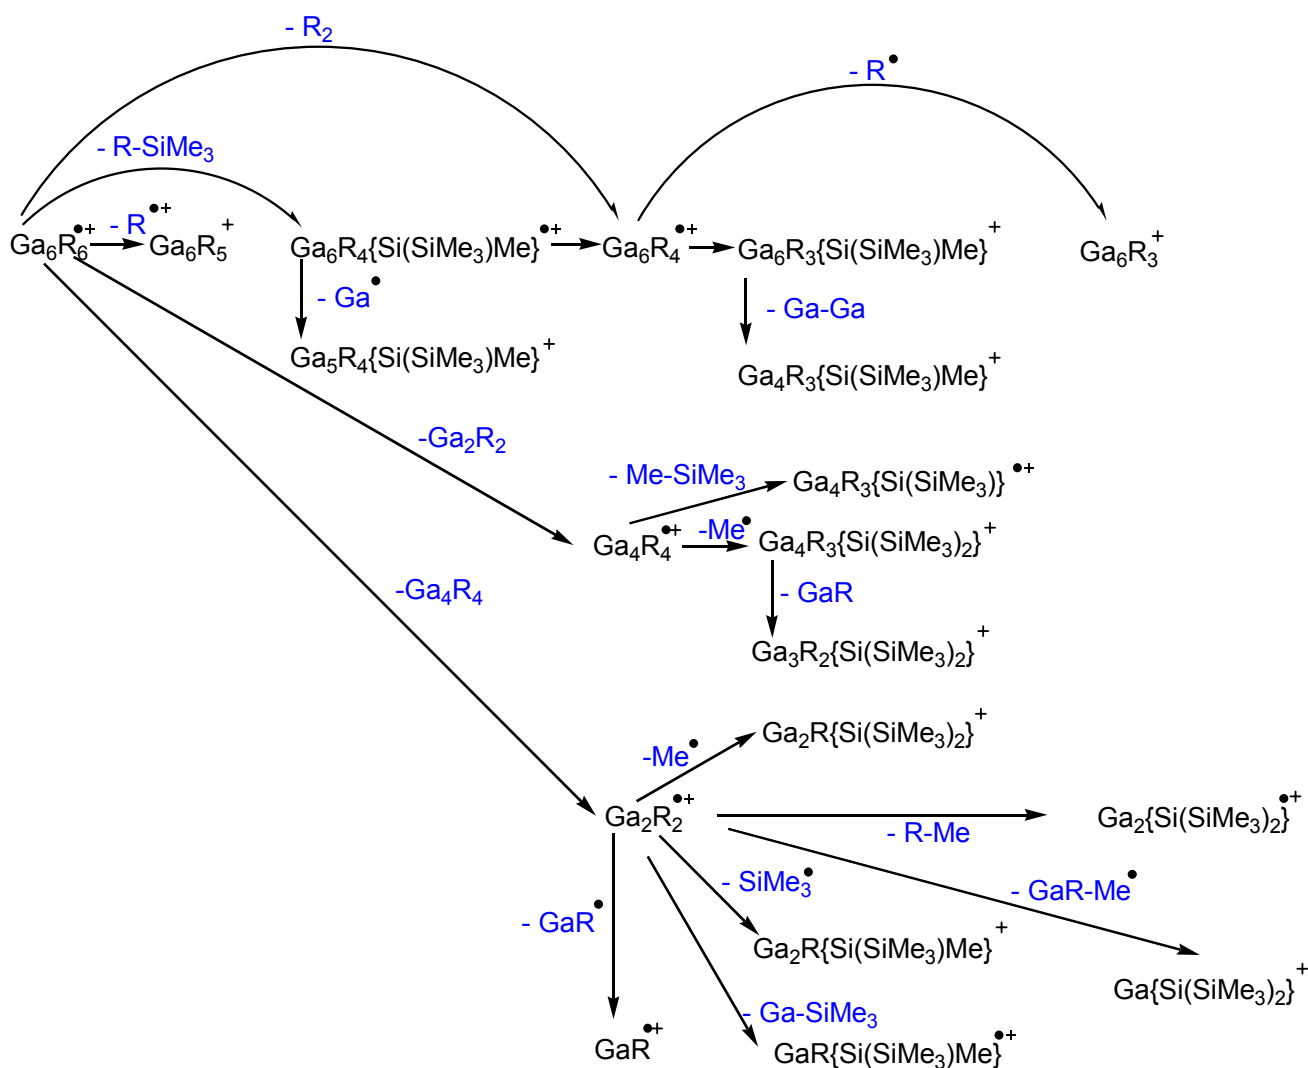 - R₂
- R•
- R-SiMe₃
- R•+
Ga₆R₆•+
Ga₆R₅+
Ga₆R₄{Si(SiMe₃)Me}•+
Ga₆R₄•+
Ga₆R₃{Si(SiMe₃)Me}+
Ga₆R₃+
- Ga•
- Ga-Ga
Ga₅R₄{Si(SiMe₃)Me}+
Ga₄R₃{Si(SiMe₃)Me}+
-Ga₂R₂
- Me-SiMe₃
Ga₄R₃{Si(SiMe₃)}•+
Ga₄R₄•+
-Me•
Ga₄R₃{Si(SiMe₃)₂}+
-Ga₄R₄
- GaR
Ga₃R₂{Si(SiMe₃)₂}+
Ga₂R{Si(SiMe₃)₂}+
-Me•
Ga₂R₂•+
- R-Me
Ga₂{Si(SiMe₃)₂}•+
- SiMe₃•
- GaR-Me•
- GaR•
Ga₂R{Si(SiMe₃)Me}+
Ga{Si(SiMe₃)₂}+
- Ga-SiMe₃
GaR•+
GaR{Si(SiMe₃)Me}•+